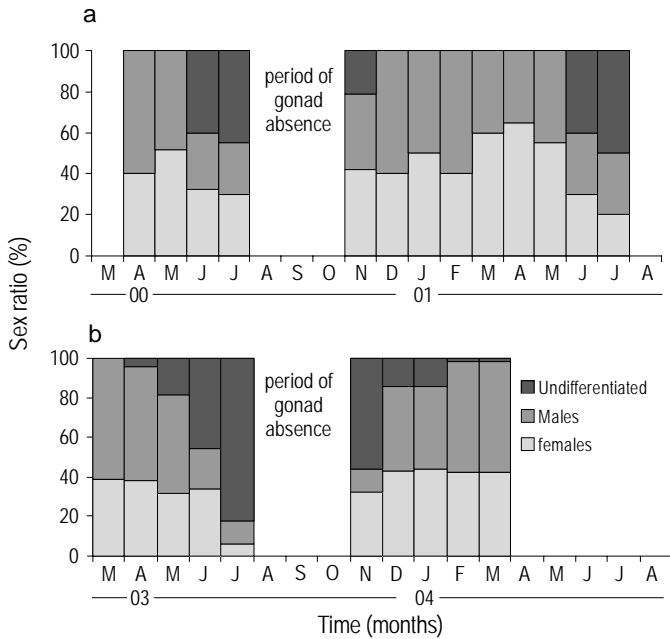 a
100
80
60
40
20
0
period of
gonad
absence
M A M J J A S O N D J F M A M J J A
00 01
Sex ratio (%)
b
100
80
60
40
20
0
period of
gonad
absence
Undifferentiated
Males
females
M A M J J A S O N D J F M A M J J A
03 04
Time (months)